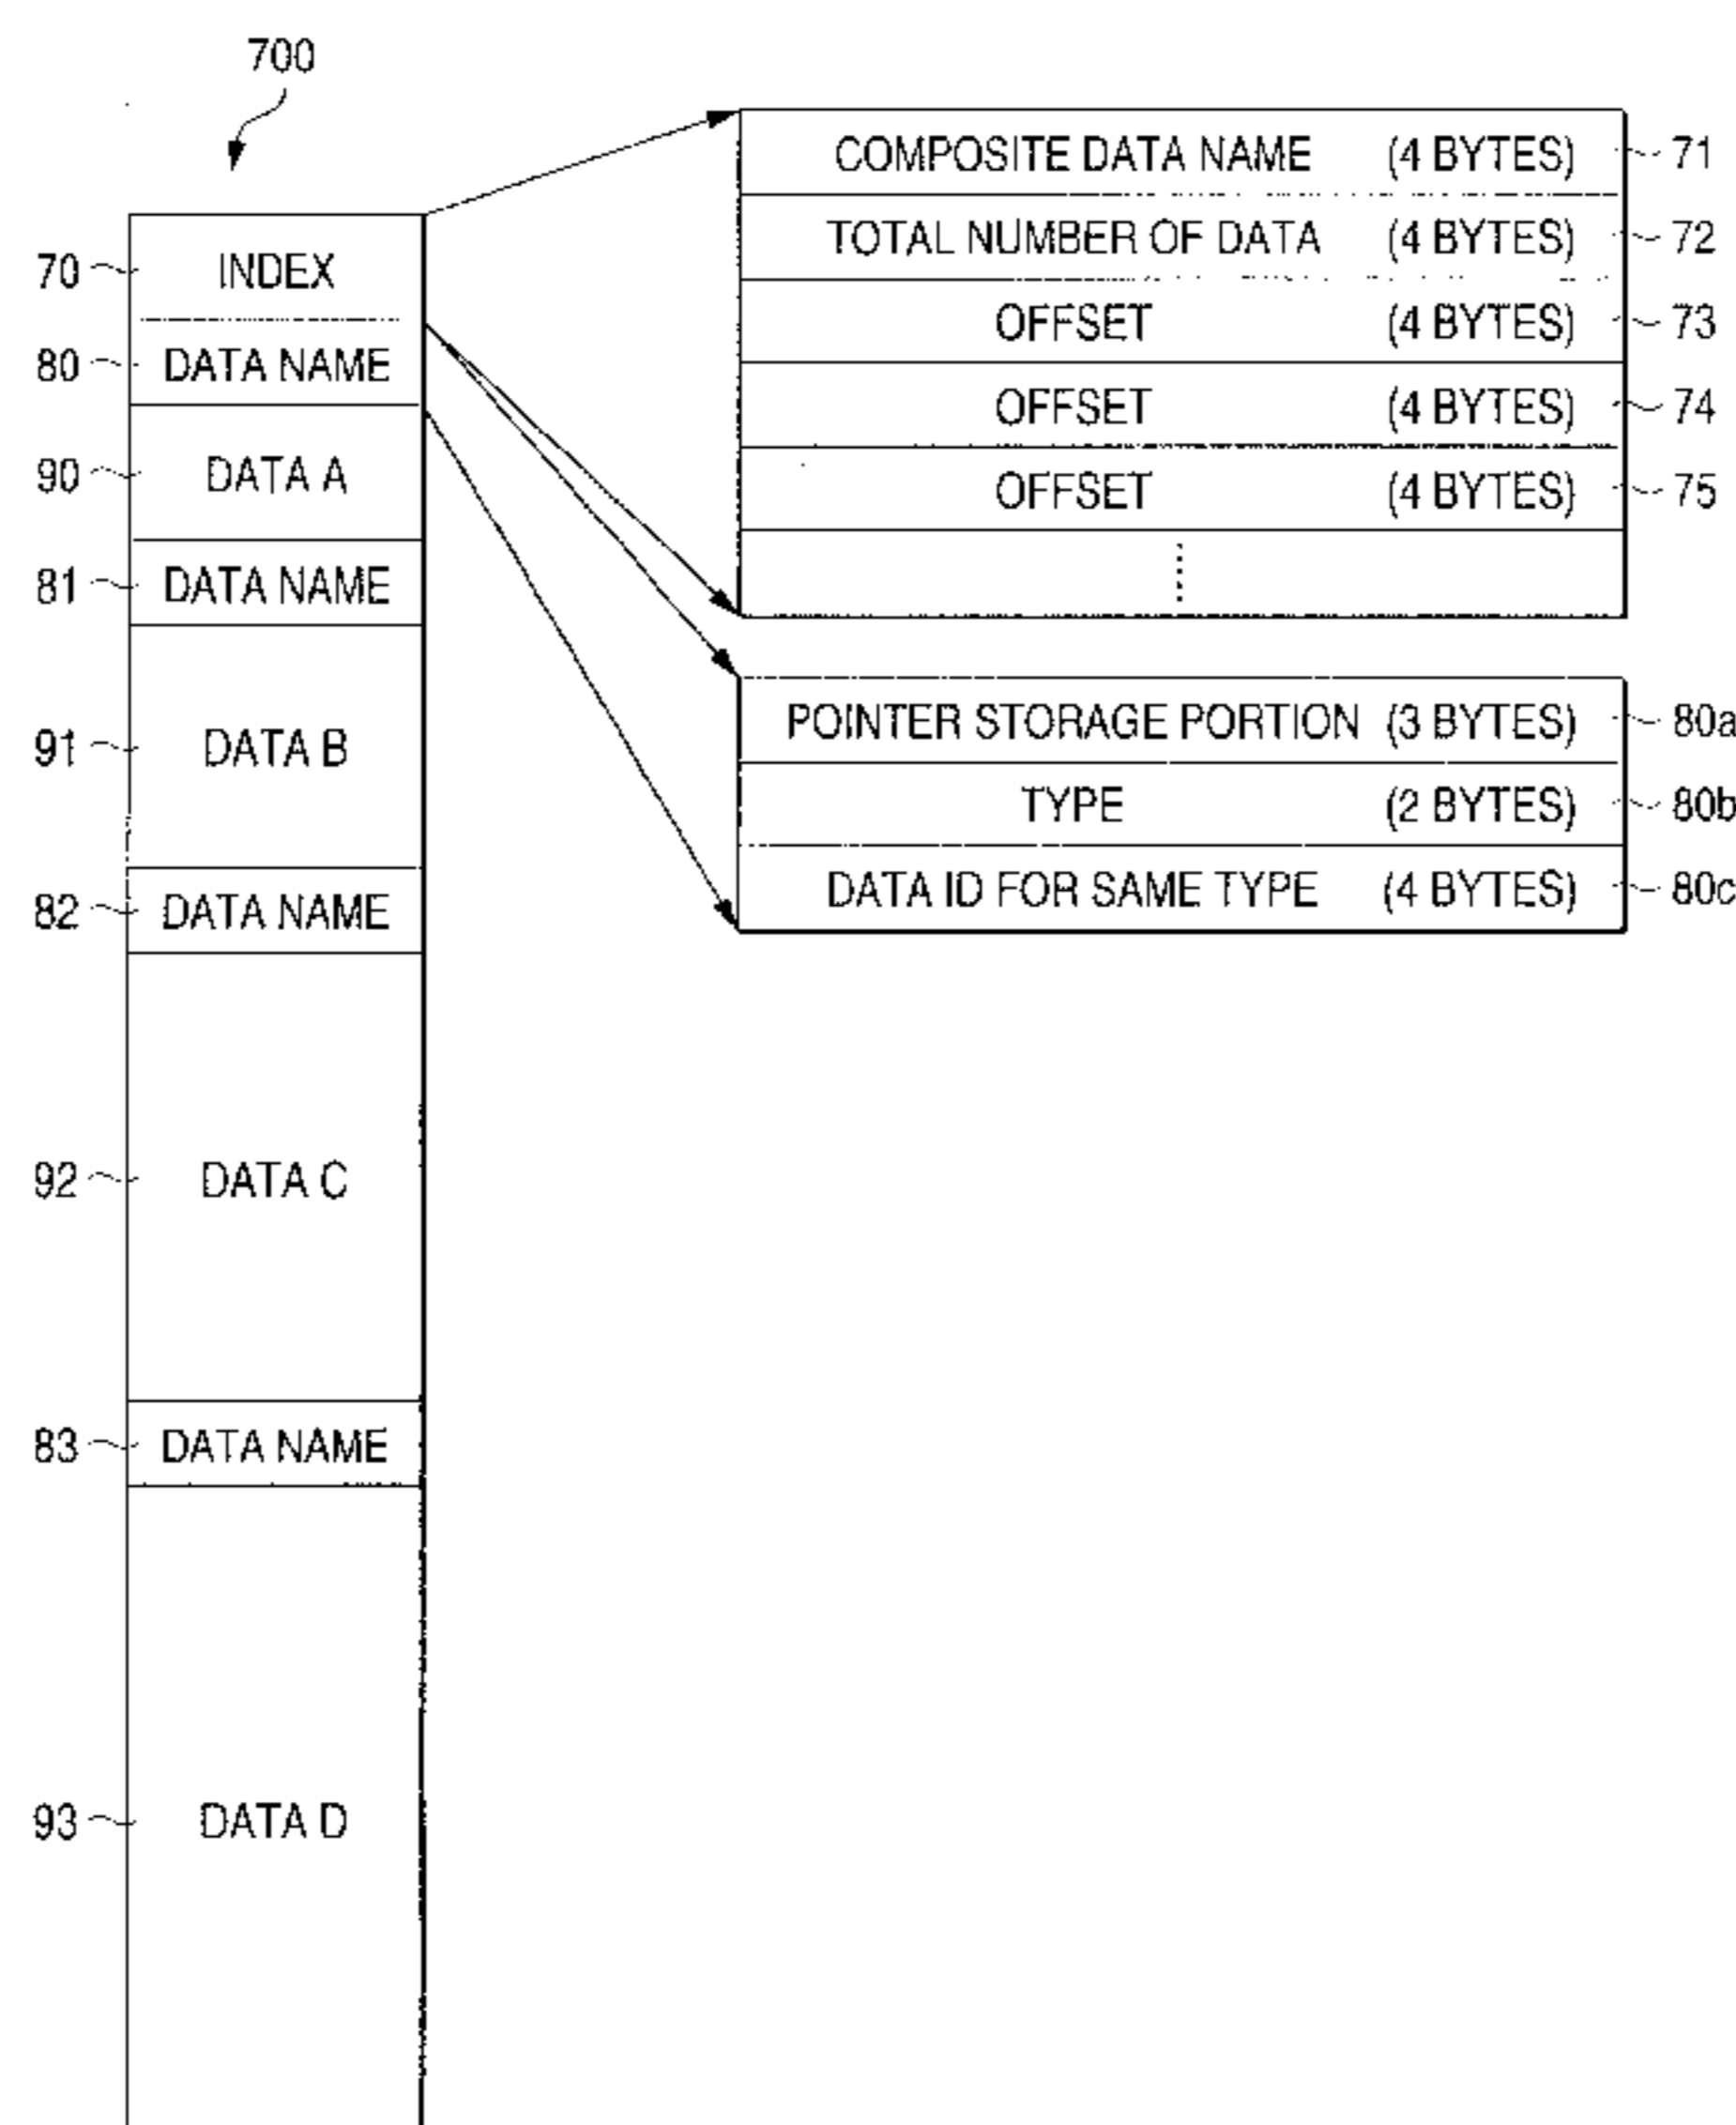 700
COMPOSITE DATA NAME (4 BYTES) 71
TOTAL NUMBER OF DATA (4 BYTES) 72
OFFSET (4 BYTES) 73
OFFSET (4 BYTES) 74
OFFSET (4 BYTES) 75
POINTER STORAGE PORTION (3 BYTES) 80a
TYPE (2 BYTES) 80b
DATA ID FOR SAME TYPE (4 BYTES) 80c
70 INDEX
80 DATA NAME
90 DATA A
81 DATA NAME
91 DATA B
82 DATA NAME
92 DATA C
83 DATA NAME
93 DATA D